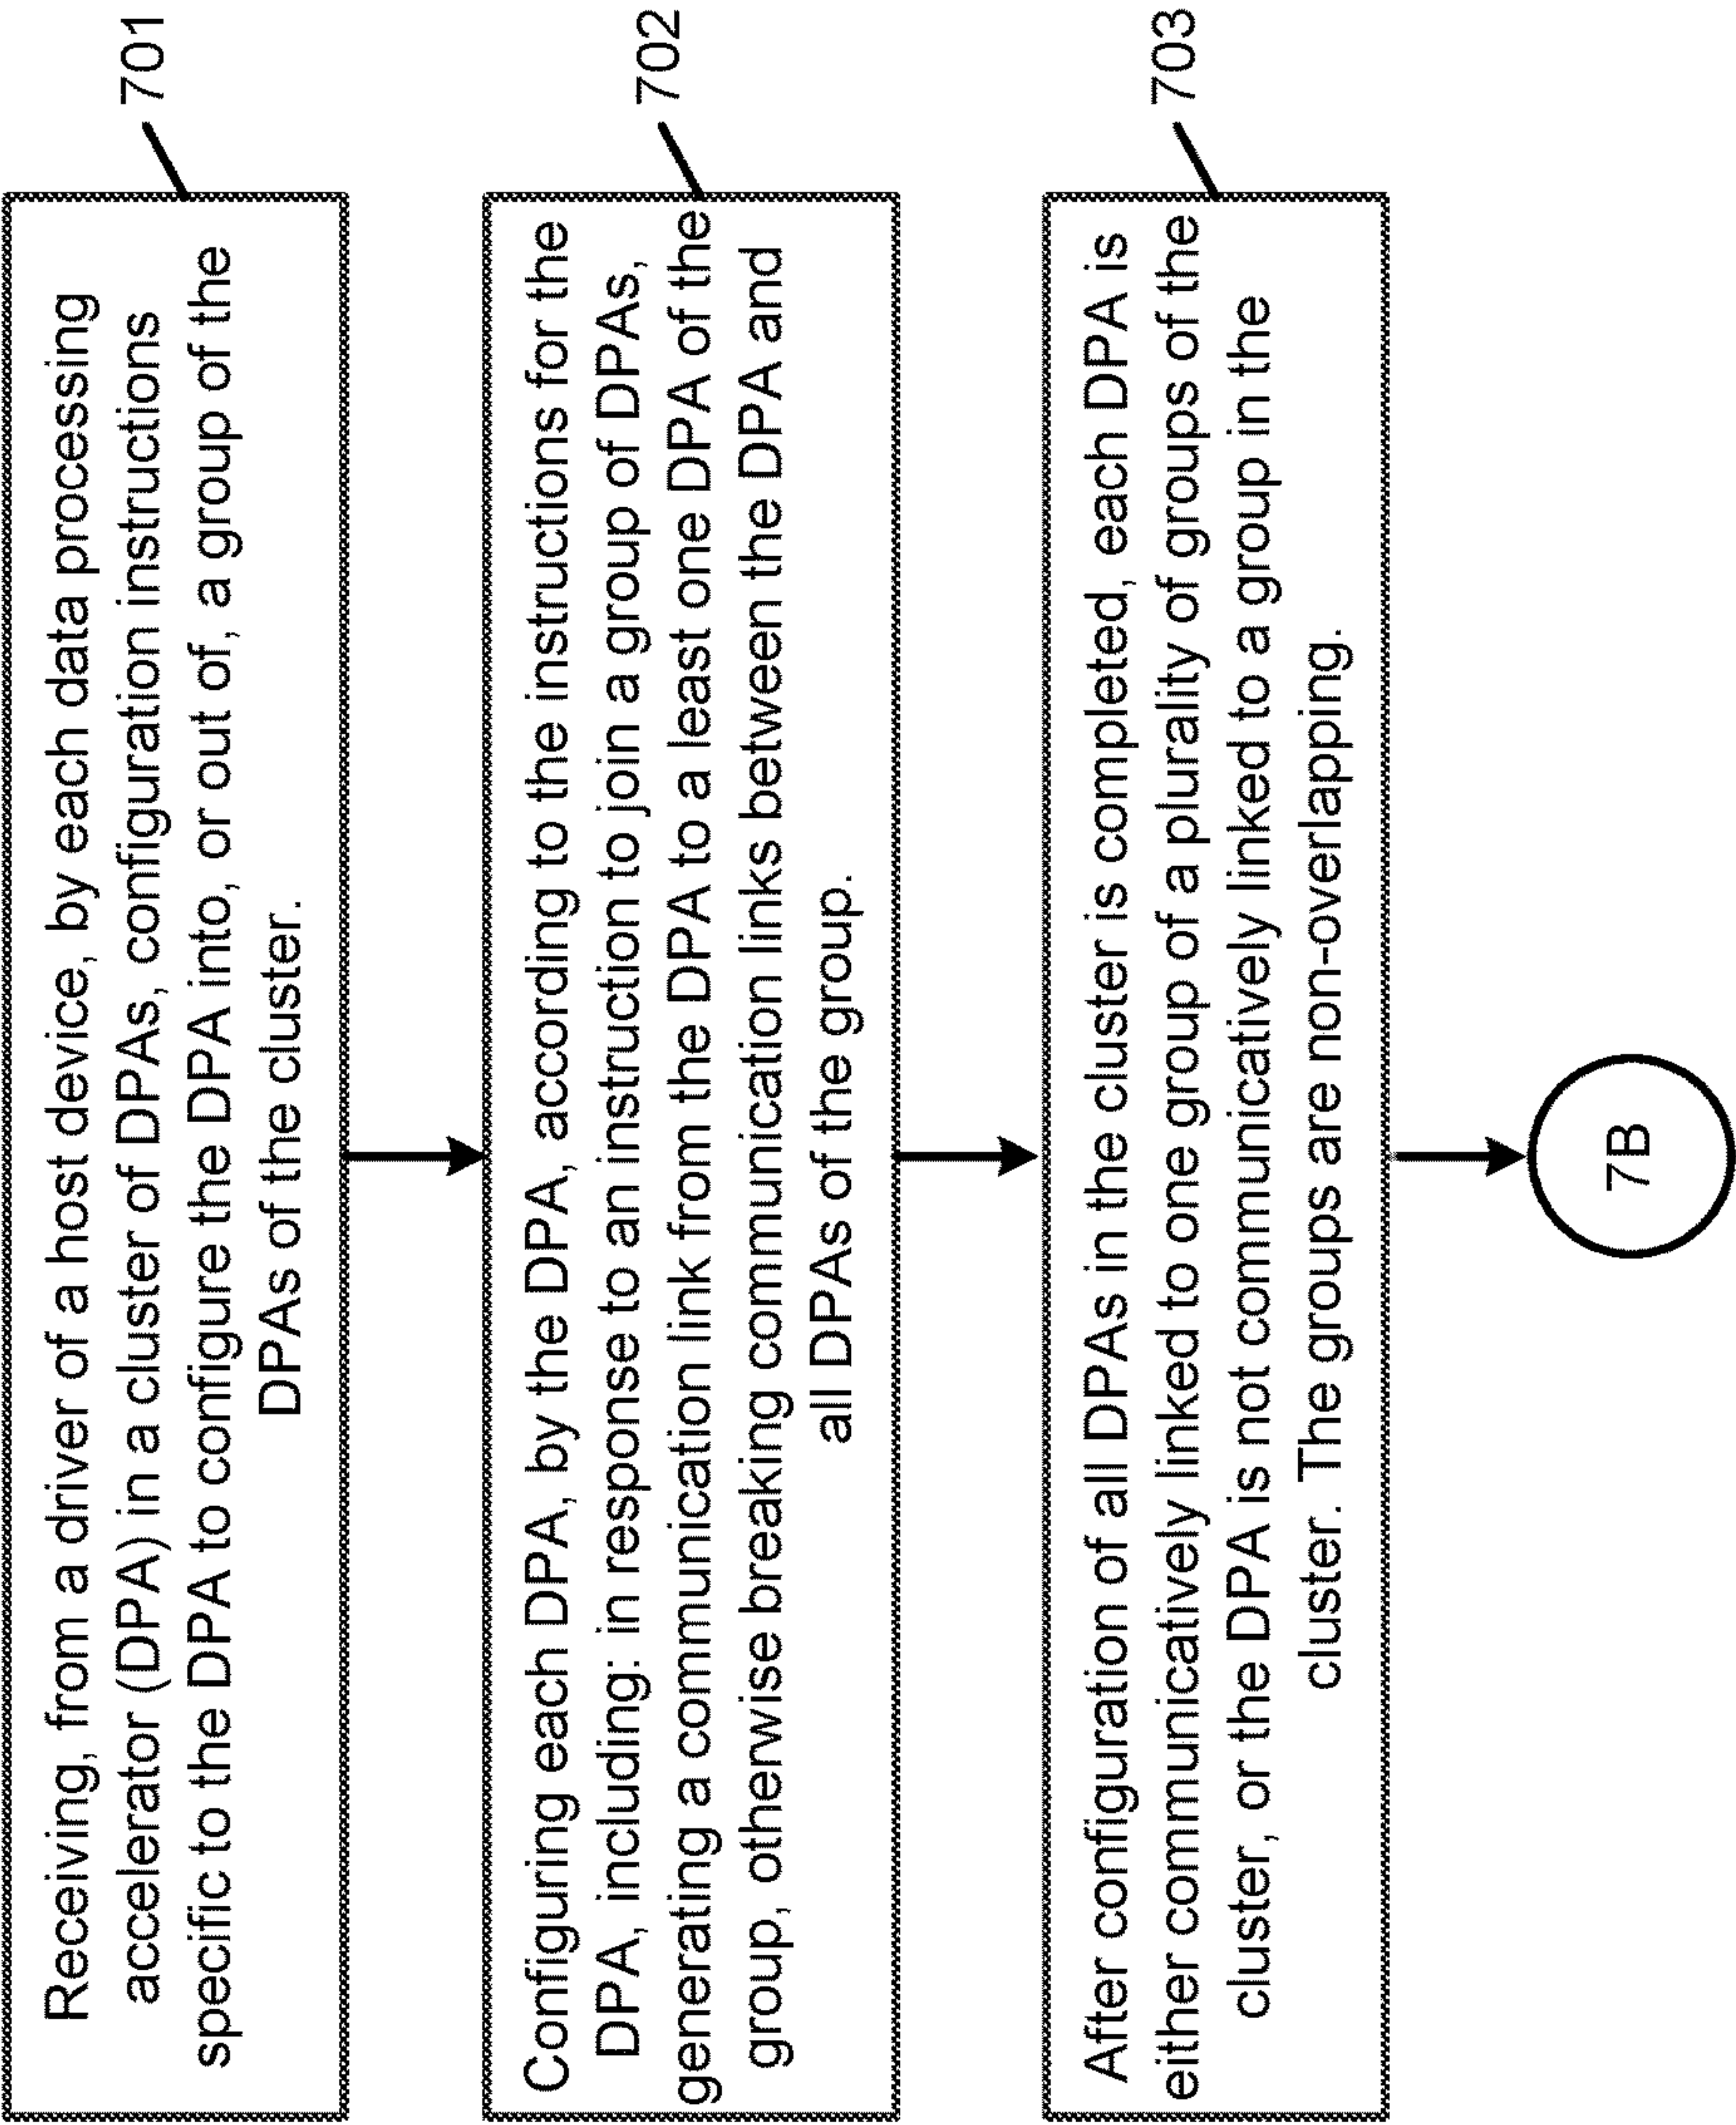 Receiving, from a driver of a host device, by each data processing
accelerator (DPA) in a cluster of DPAs, configuration instructions
specific to the DPA to configure the DPA into, or out of, a group of the
DPAs of the cluster.
701
Configuring each DPA, by the DPA, according to the instructions for the
DPA, including: in response to an instruction to join a group of DPAs,
generating a communication link from the DPA to a least one DPA of the
group, otherwise breaking communication links between the DPA and
all DPAs of the group.
702
After configuration of all DPAs in the cluster is completed, each DPA is
either communicatively linked to one group of a plurality of groups of the
cluster, or the DPA is not communicatively linked to a group in the
cluster. The groups are non-overlapping.
703
7B